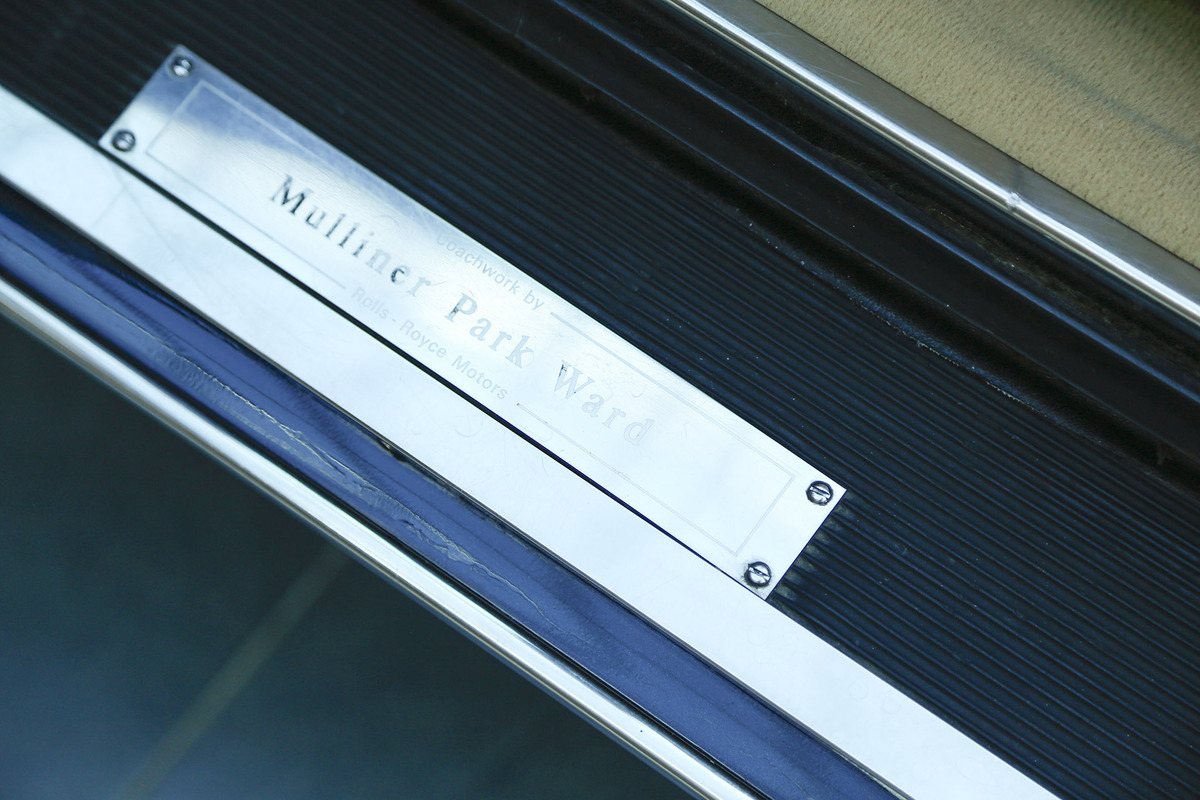 Coachwork by
Mulliner Park Ward
Rolls-Royce Motors